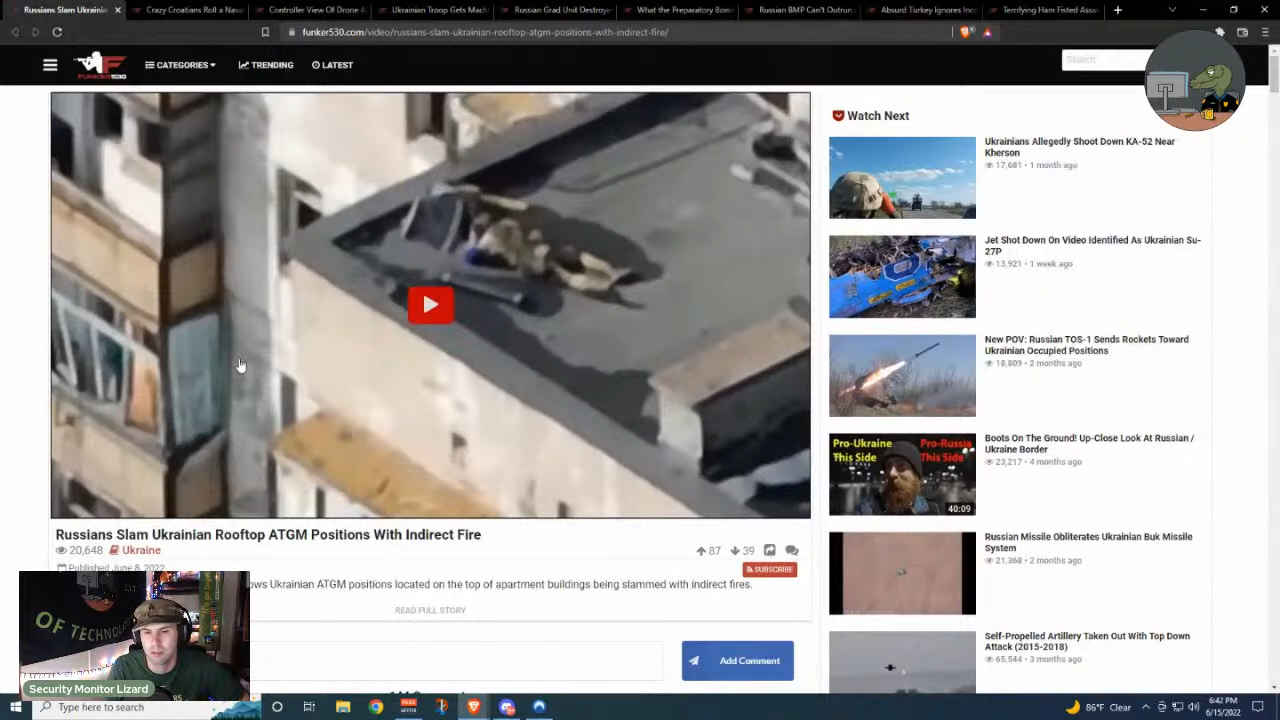 Russians Slam Ukrainian
Crazy Croatians Roll a Nava
Controller View Of Drone A
Ukrainian Troop Gets Mach
Russian Grad Unit Destroye
What the Preparatory Bom
Russian BMP Can't Outrun
Absurd Turkey Ignores Inc
Terrifying Ham Fisted Assa
funker530.com/video/russians-slam-ukrainian-rooftop-atgm-positions-with-indirect-fire/
FUNKER530
CATEGORIES
TRENDING
LATEST
Search
Watch Next
Ukrainians Allegedly Shoot Down KA-52 Near
Kherson
17,681 • 1 month ago
Jet Shot Down On Video Identified As Ukrainian Su-
27P
13,921 • 1 week ago
New POV: Russian TOS-1 Sends Rockets Toward
Ukrainian Occupied Positions
18,809 • 2 months ago
Pro-Ukraine
This Side
Pro-Russia
This Side
40:09
Boots On The Ground! Up-Close Look At Russian /
Ukraine Border
23,217 • 4 months ago
Russian Missile Obliterates Ukrainian Buk Missile
System
21,368 • 2 months ago
Self-Propelled Artillery Taken Out With Top Down
Attack (2015-2018)
65,544 • 3 months ago
Russians Slam Ukrainian Rooftop ATGM Positions With Indirect Fire
20,648 Ukraine
87 39
Published June 8, 2022
SUBSCRIBE
ows Ukrainian ATGM positions located on the top of apartment buildings being slammed with indirect fires.
READ FULL STORY
Add Comment
OF TECHNOLO
Security Monitor Lizard
Type here to search
86°F Clear
6:42 PM
6/15/2022